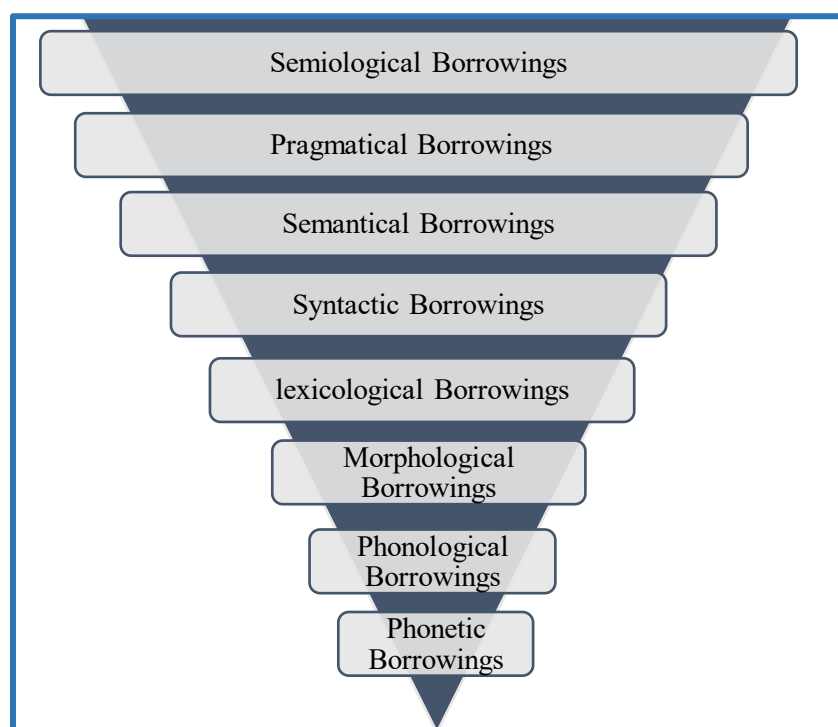 Semiological Borrowings
Pragmatical Borrowings
Semantical Borrowings
Syntactic Borrowings
lexicological Borrowings
Morphological
Borrowings
Phonological
Borrowings
Phonetic
Borrowings